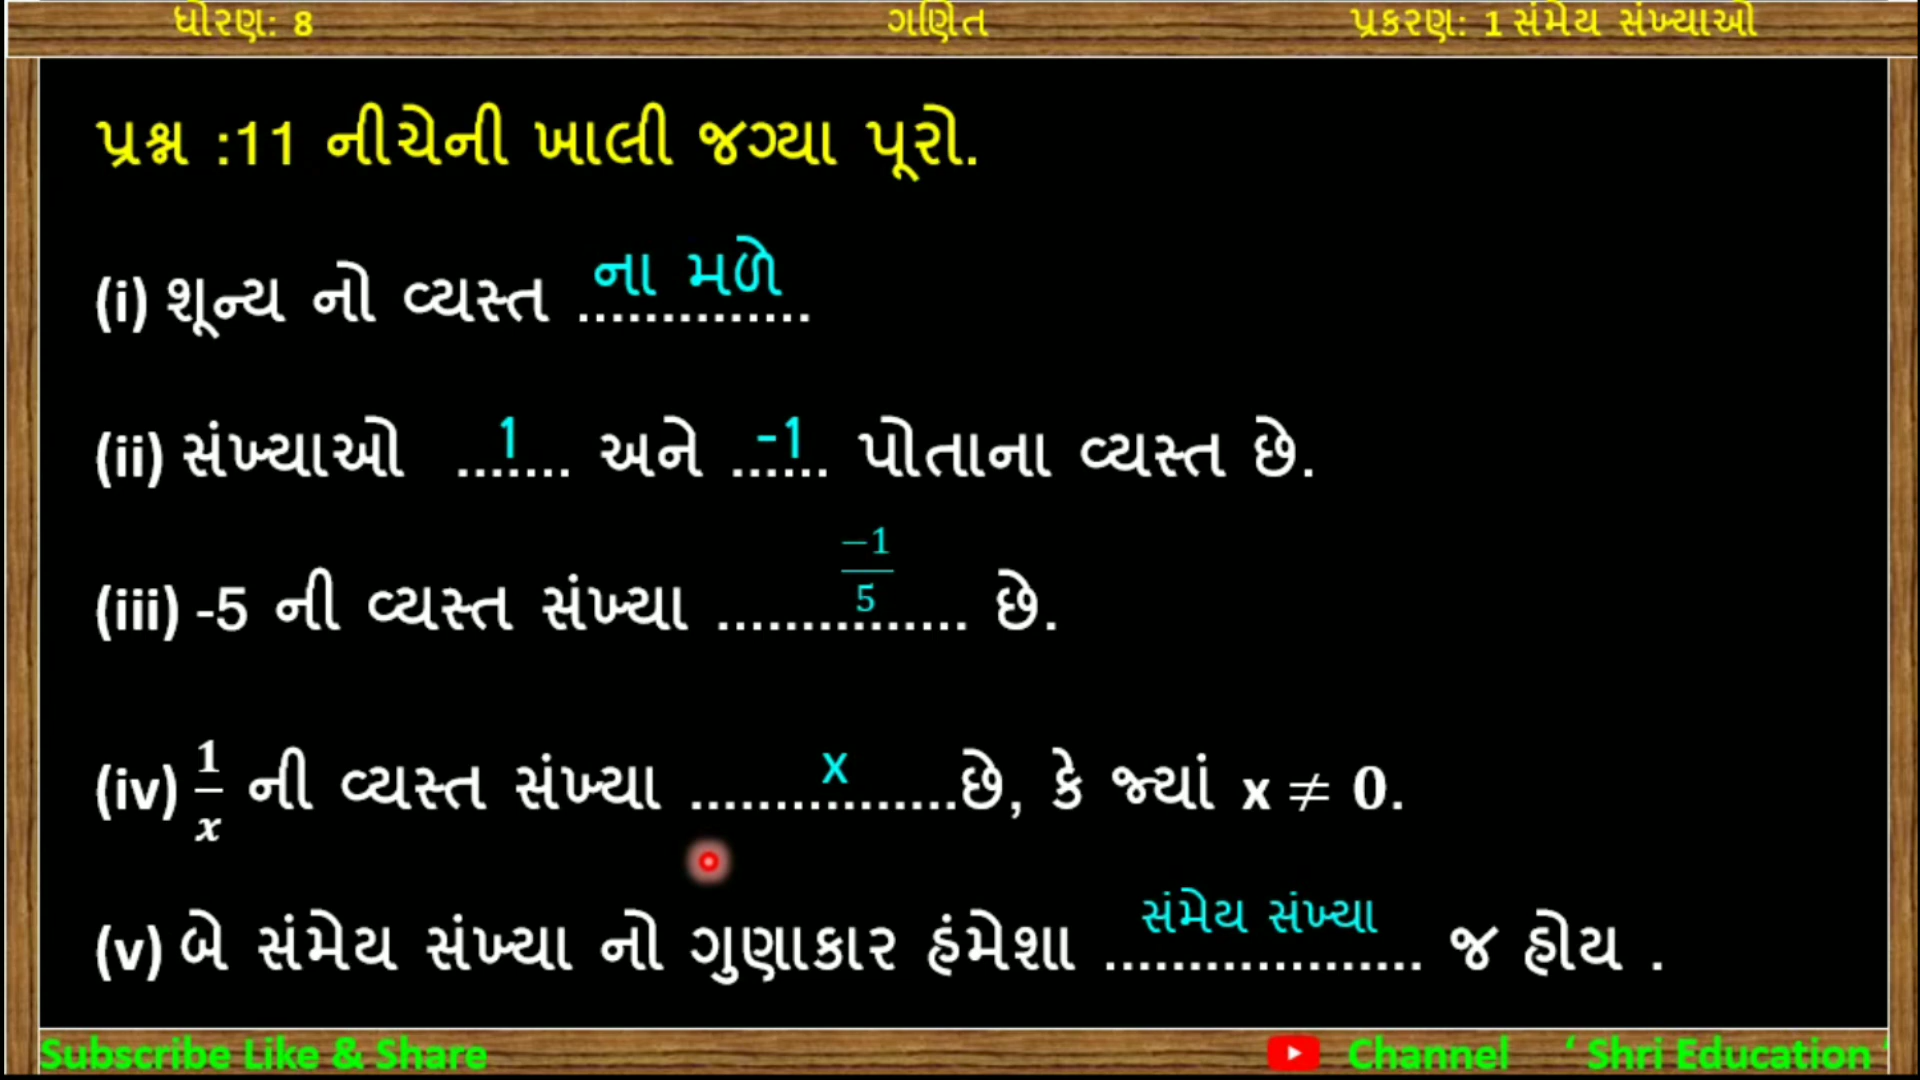 ધોરણ: 8 ગણિત પ્રકરણ: 1 સંમેય સંખ્યાઓ
પ્રશ્ન :11 નીચેની ખાલી જગ્યા પૂરો.
(i) શૂન્ય નો વ્યસ્ત ..ના મળે............
(ii) સંખ્યાઓ ...1.... અને ...-1... પોતાના વ્યસ્ત છે.
(iii) -5 ની વ્યસ્ત સંખ્યા ........−1/5....... છે.
(iv) 1/x ની વ્યસ્ત સંખ્યા ........x........છે, કે જ્યાં x ≠ 0.
(v) બે સંમેય સંખ્યા નો ગુણાકાર હંમેશા ...સંમેય સંખ્યા................ જ હોય .
Subscribe Like & Share Channel ‘ Shri Education ‘